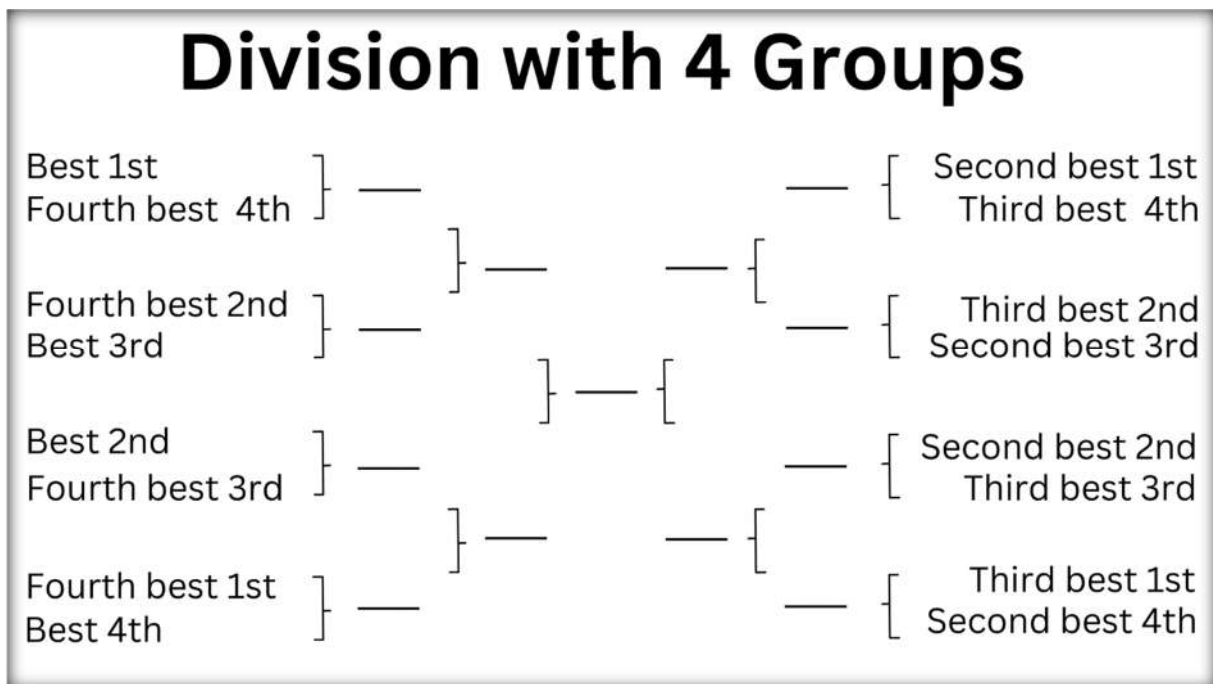 Division with 4 Groups
Best 1st
Fourth best 4th
Fourth best 2nd
Best 3rd
Best 2nd
Fourth best 3rd
Fourth best 1st
Best 4th
Second best 1st
Third best 4th
Third best 2nd
Second best 3rd
Second best 2nd
Third best 3rd
Third best 1st
Second best 4th